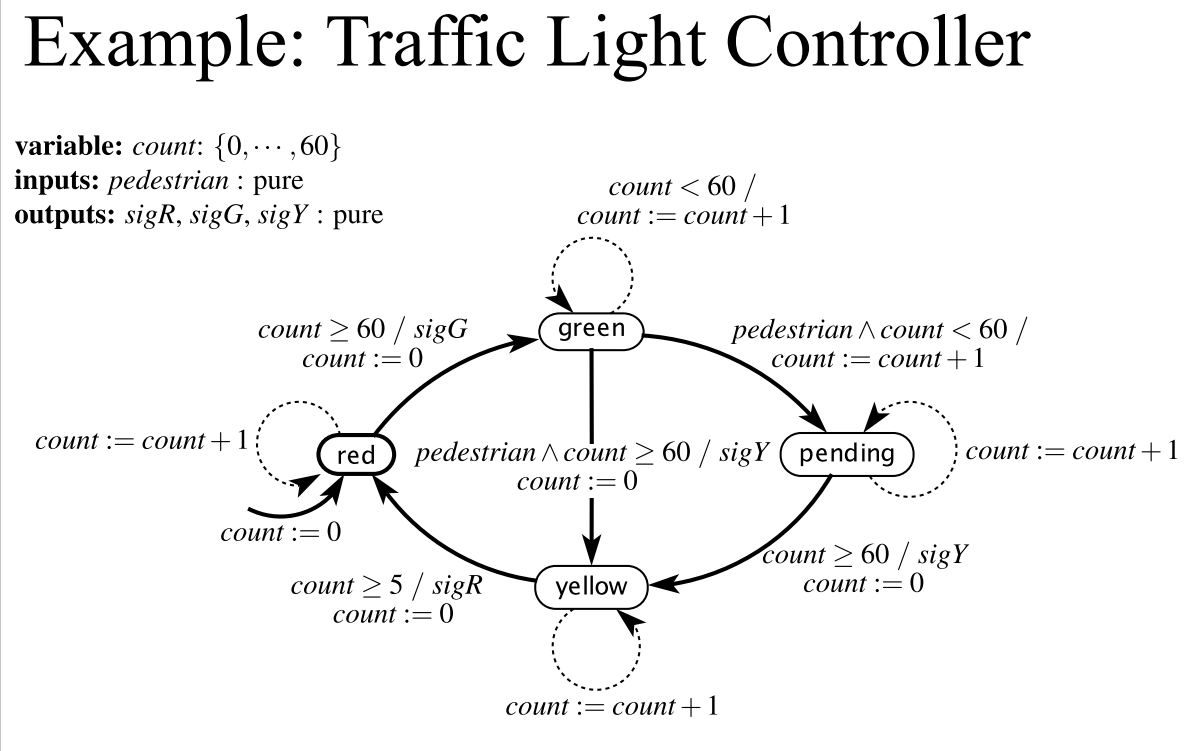 Example: Traffic Light Controller
variable: count: {0, ⋯ , 60}
inputs: pedestrian : pure
outputs: sigR, sigG, sigY : pure
count < 60 /
count := count + 1
green
count ≥ 60 / sigG
count := 0
pedestrian ∧ count < 60 /
count := count + 1
count := count + 1
red
pedestrian ∧ count ≥ 60 / sigY
count := 0
pending
count := count + 1
count := 0
count ≥ 60 / sigY
count := 0
count ≥ 5 / sigR
count := 0
yellow
count := count + 1